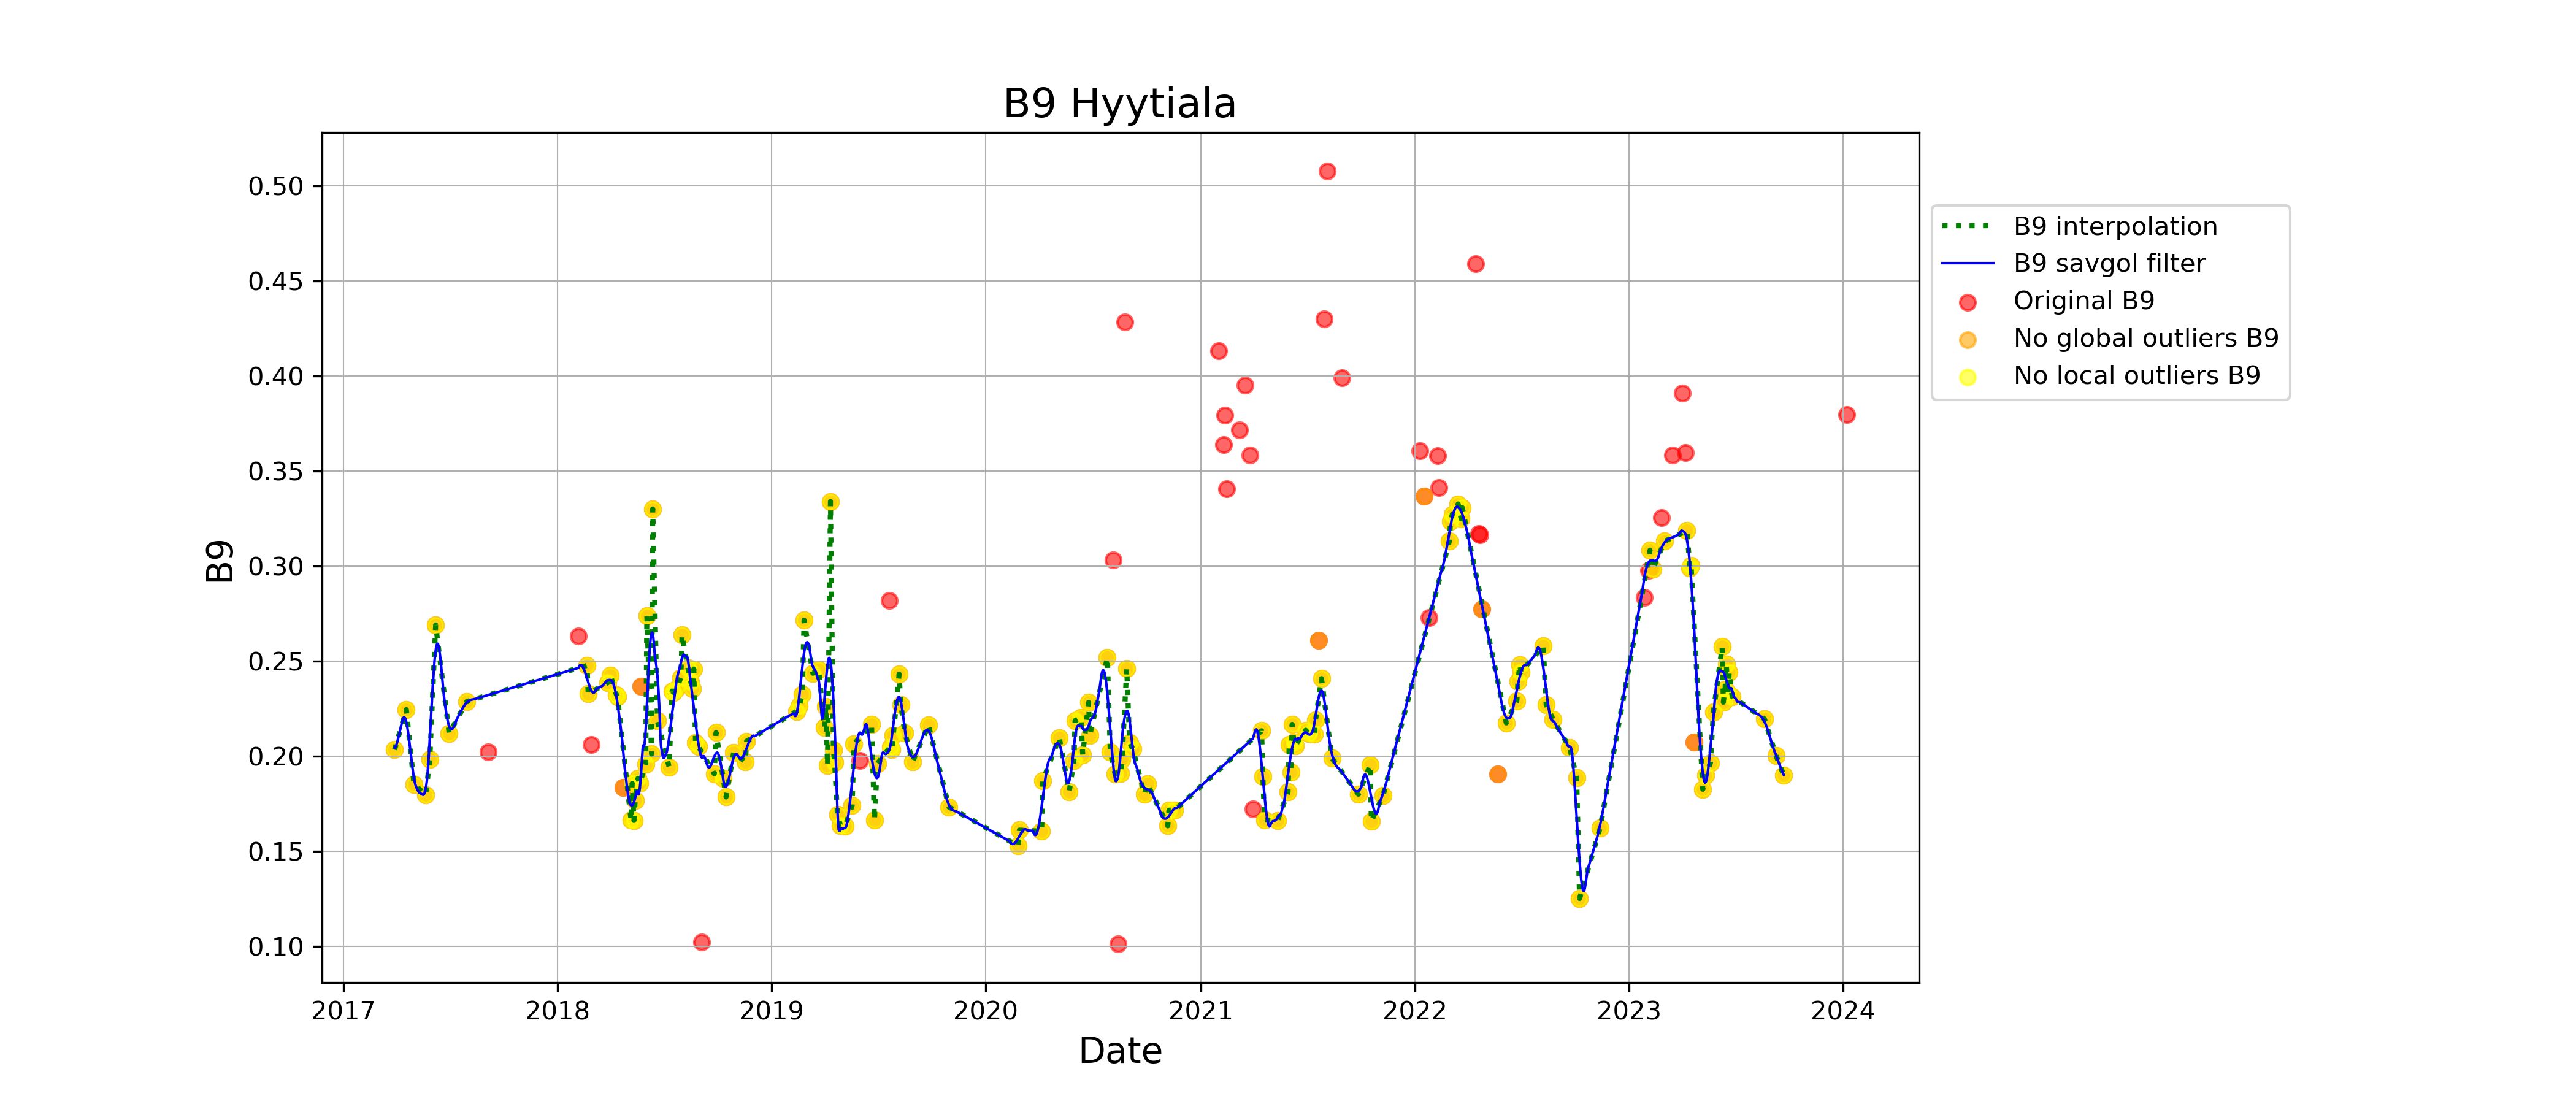 B9 Hyytiala
B9
0.50
0.45
0.40
0.35
0.30
0.25
0.20
0.15
0.10
2017 2018 2019 2020 2021 2022 2023 2024
Date
B9 interpolation
B9 savgol filter
Original B9
No global outliers B9
No local outliers B9